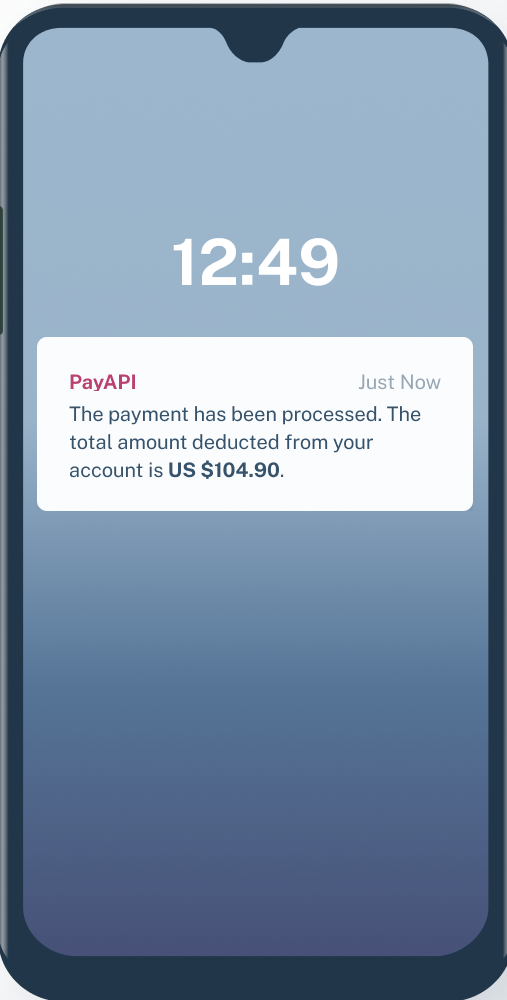 12:49
PayAPI Just Now
The payment has been processed. The
total amount deducted from your
account is US $104.90.